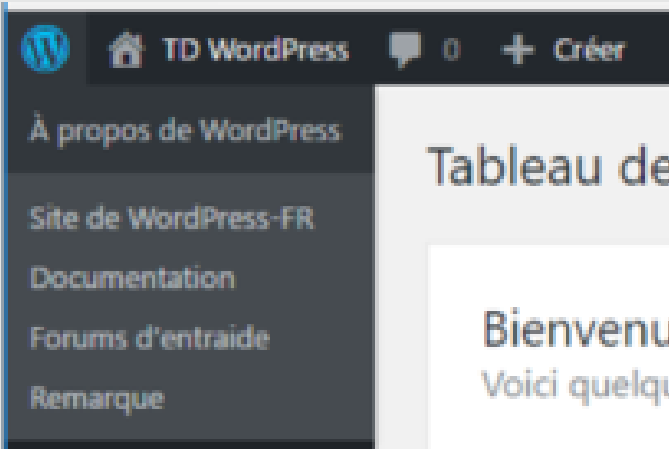 TD WordPress 0 + Créer
À propos de WordPress
Tableau de
Site de WordPress-FR
Documentation
Bienvenu
Forums d'entraide
Voici quelqu
Remarque